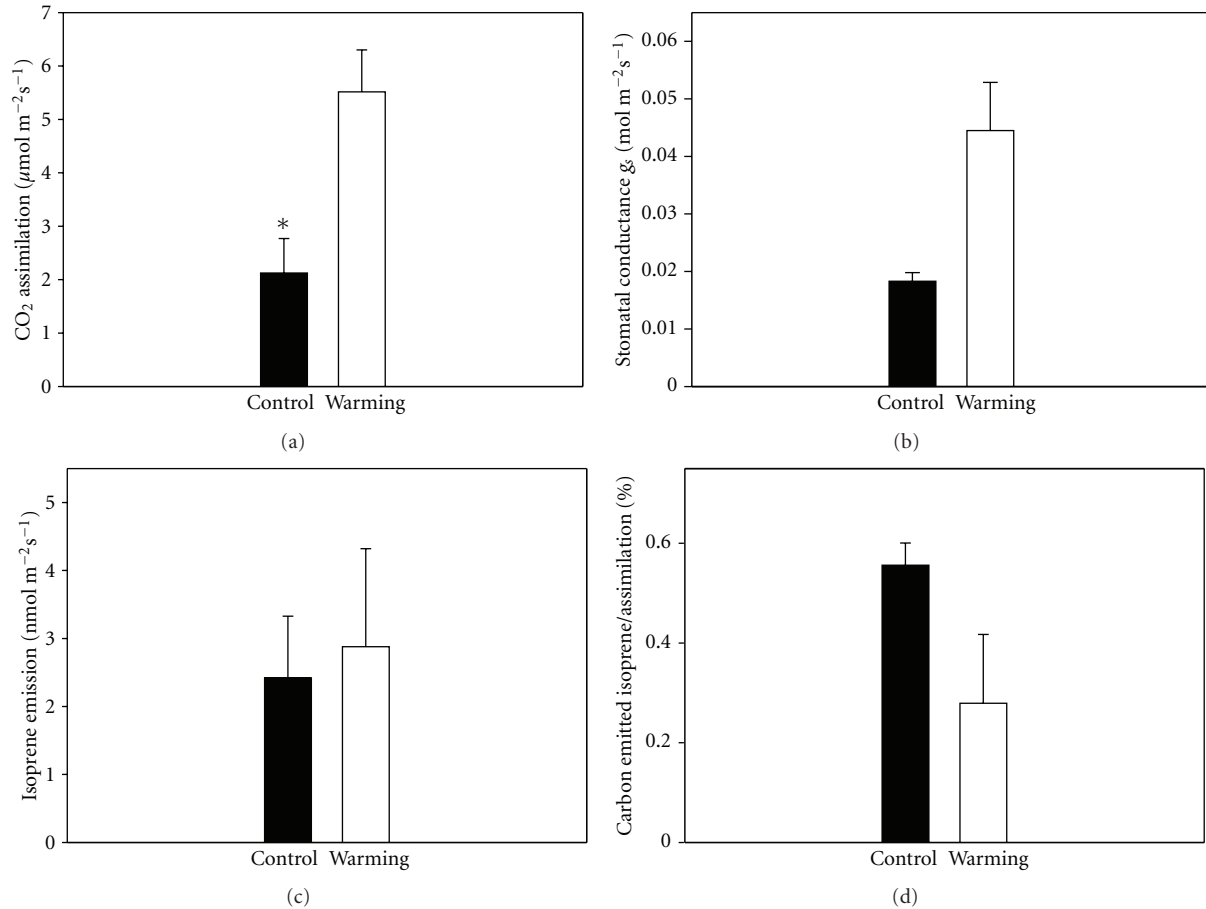 CO₂ assimilation (μmol m⁻²s⁻¹)
7
6
5
4
3
2
1
0
*
Control Warming
(a)
Stomatal conductance gₛ (mol m⁻²s⁻¹)
0.06
0.05
0.04
0.03
0.02
0.01
0
Control Warming
(b)
Isoprene emission (nmol m⁻²s⁻¹)
5
4
3
2
1
0
Control Warming
(c)
Carbon emitted isoprene/assimilation (%)
0.6
0.4
0.2
0
Control Warming
(d)